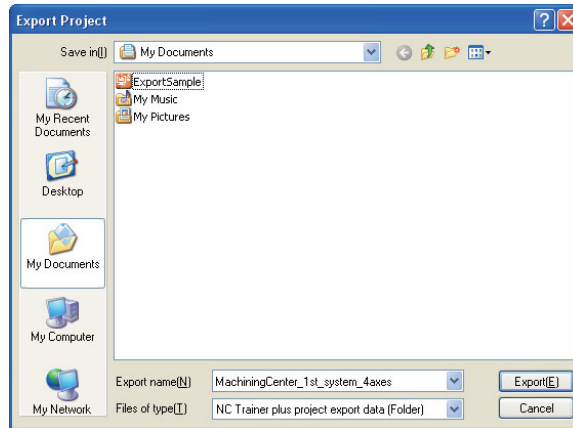 Export Project
Save in(I) My Documents
ExportSample
My Music
My Pictures
My Recent
Documents
Desktop
My Documents
My Computer
My Network
Export name(N) MachiningCenter_1st_system_4axes Export(E)
Files of type(T) NC Trainer plus project export data (Folder) Cancel